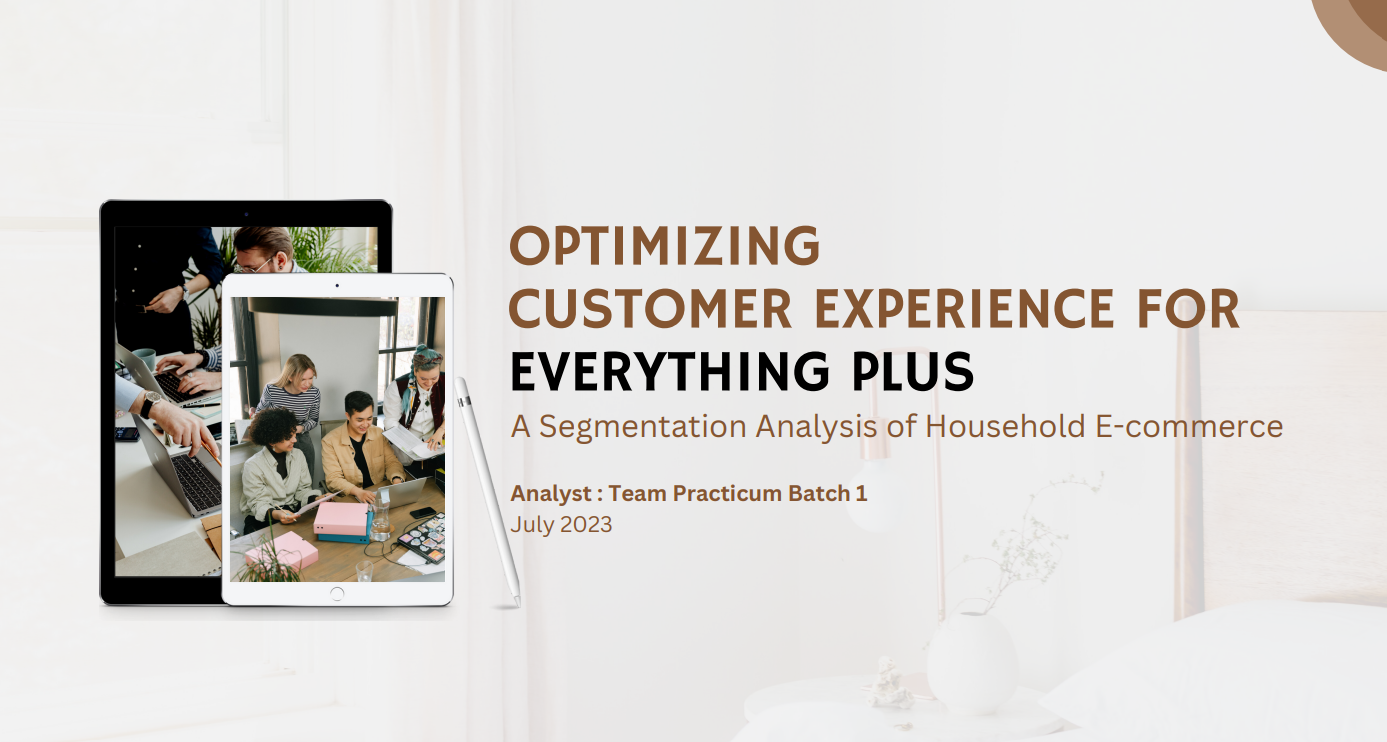 OPTIMIZING
CUSTOMER EXPERIENCE FOR
EVERYTHING PLUS
A Segmentation Analysis of Household E-commerce
Analyst : Team Practicum Batch 1
July 2023